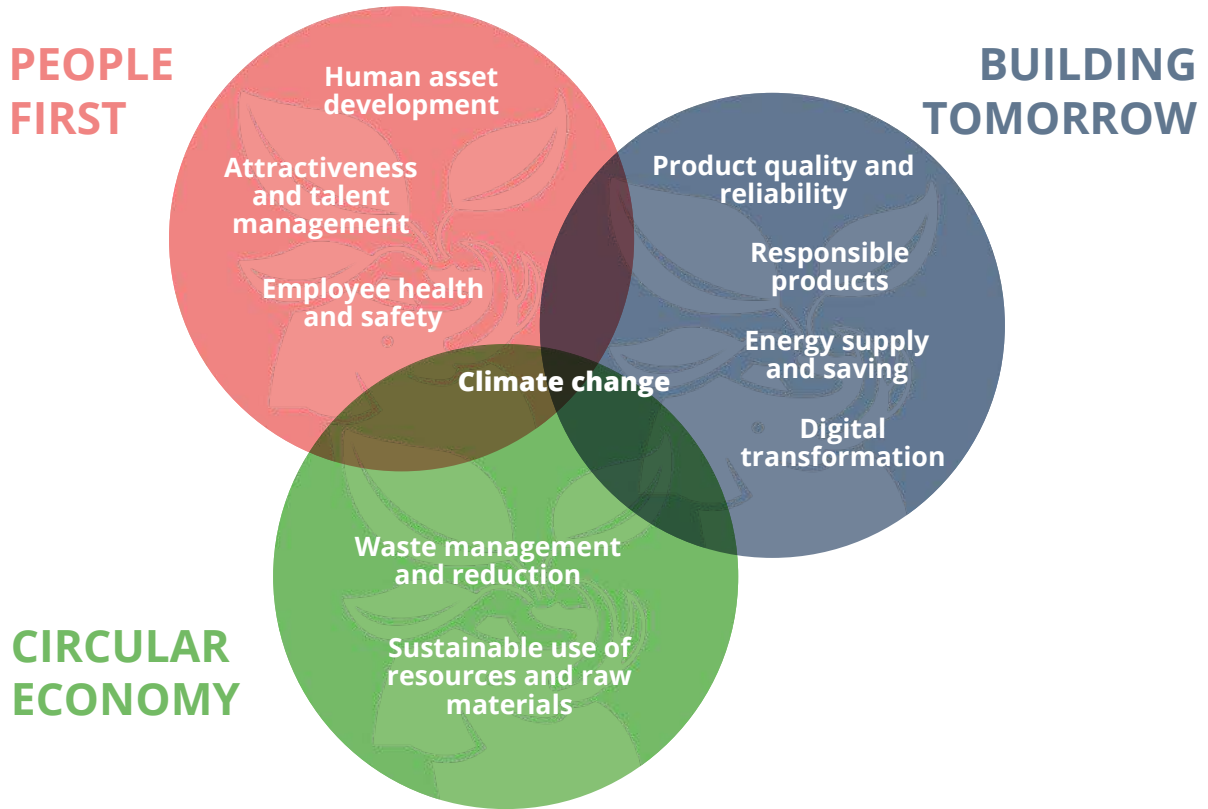 PEOPLE
FIRST
Human asset
development
Attractiveness
and talent
management
Employee health
and safety
BUILDING
TOMORROW
Product quality and
reliability
Responsible
products
Energy supply
and saving
Digital
transformation
Climate change
CIRCULAR
ECONOMY
Waste management
and reduction
Sustainable use of
resources and raw
materials